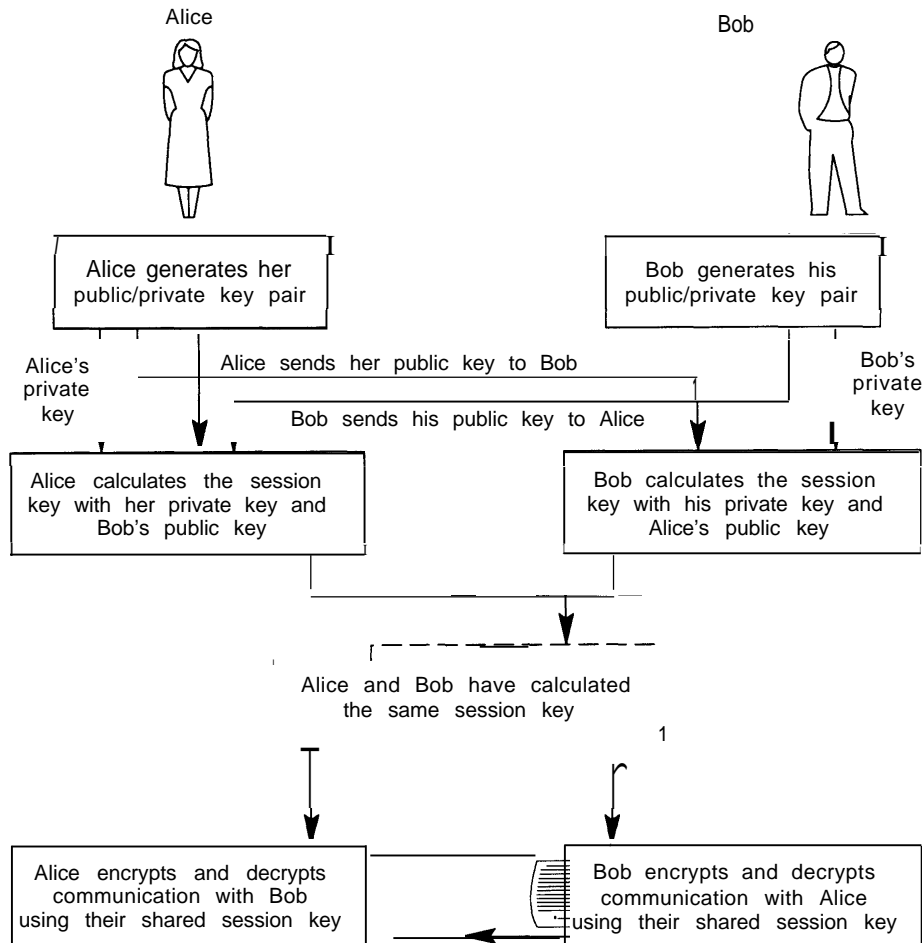 Alice
Bob
Alice generates her
public/private key pair
Bob generates his
public/private key pair
Alice's
private
key
Alice sends her public key to Bob
Bob sends his public key to Alice
Bob's
private
key
Alice calculates the session
key with her private key and
Bob's public key
Bob calculates the session
key with his private key and
Alice's public key
Alice and Bob have calculated
the same session key
1
Alice encrypts and decrypts
communication with Bob
using their shared session key
Bob encrypts and decrypts
communication with Alice
using their shared session key